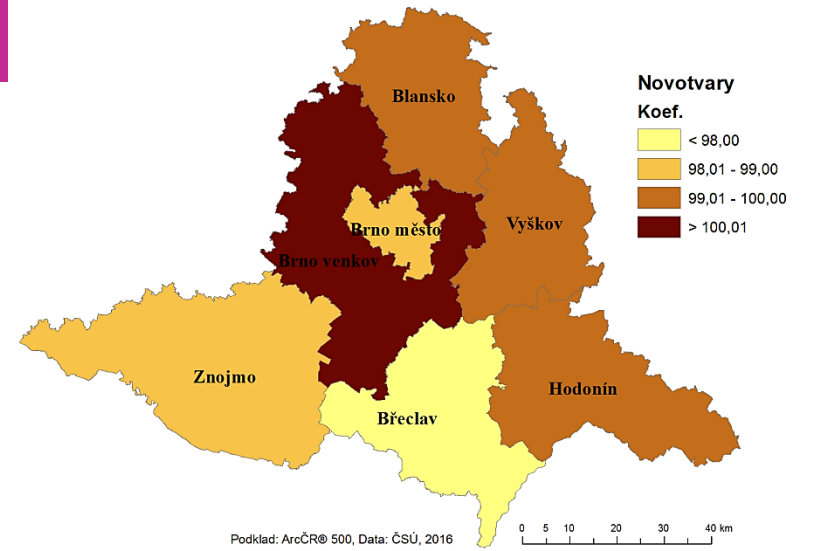 Novotvary
Koef.
< 98,00
98,01 - 99,00
99,01 - 100,00
> 100,01
Blansko
Vyškov
Brno město
Brno venkov
Znojmo
Hodonín
Břeclav
Podklad: ArcČR® 500, Data: ČSÚ, 2016
0 5 10 20 30 40 km